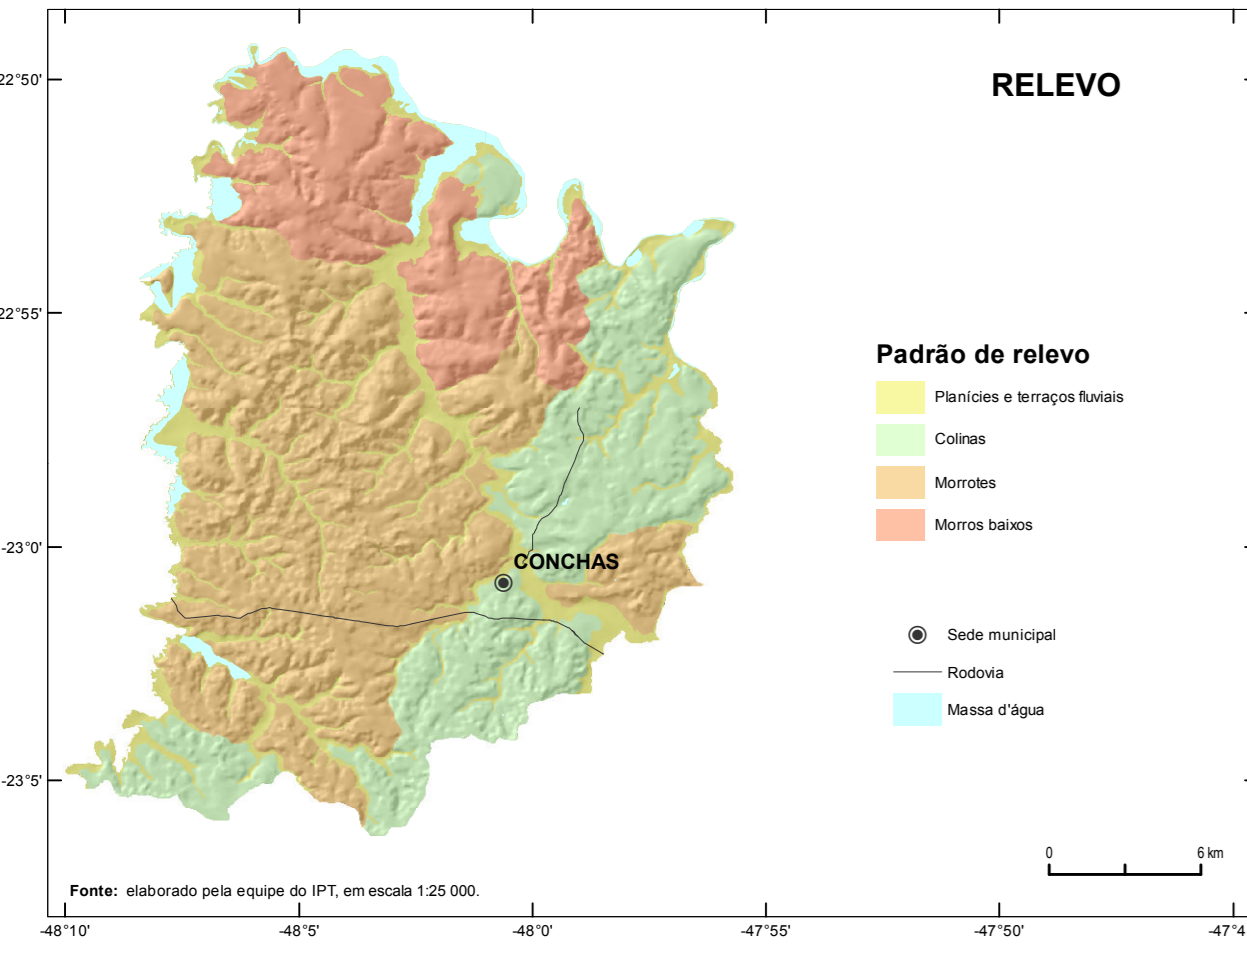 RELEVO
22°50'
22°55'
-23°0'
-23°5'
CONCHAS
Padrão de relevo
Planícies e terraços fluviais
Colinas
Morrotes
Morros baixos
Sede municipal
Rodovia
Massa d'água
0 6 km
Fonte: elaborado pela equipe do IPT, em escala 1:25 000.
-48°10' -48°5' -48°0' -47°55' -47°50' -47°4